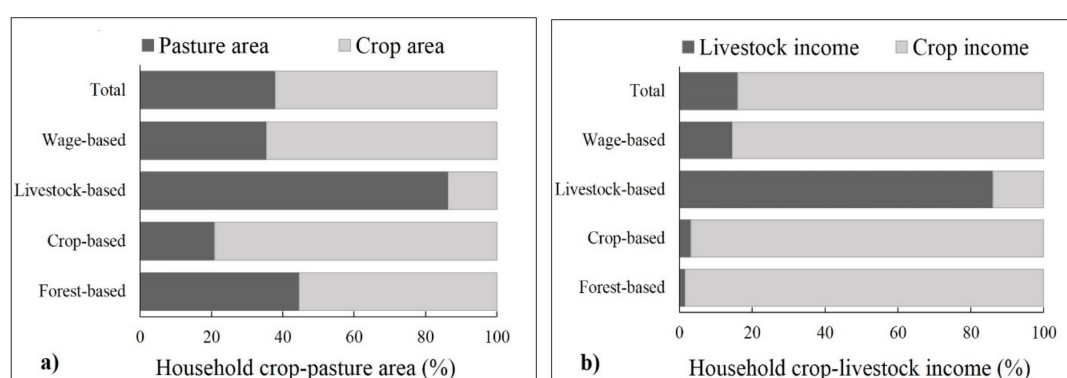 Pasture area Crop area
Total
Wage-based
Livestock-based
Crop-based
Forest-based
0 20 40 60 80 100
a) Household crop-pasture area (%)
Livestock income Crop income
Total
Wage-based
Livestock-based
Crop-based
Forest-based
0 20 40 60 80 100
b) Household crop-livestock income (%)